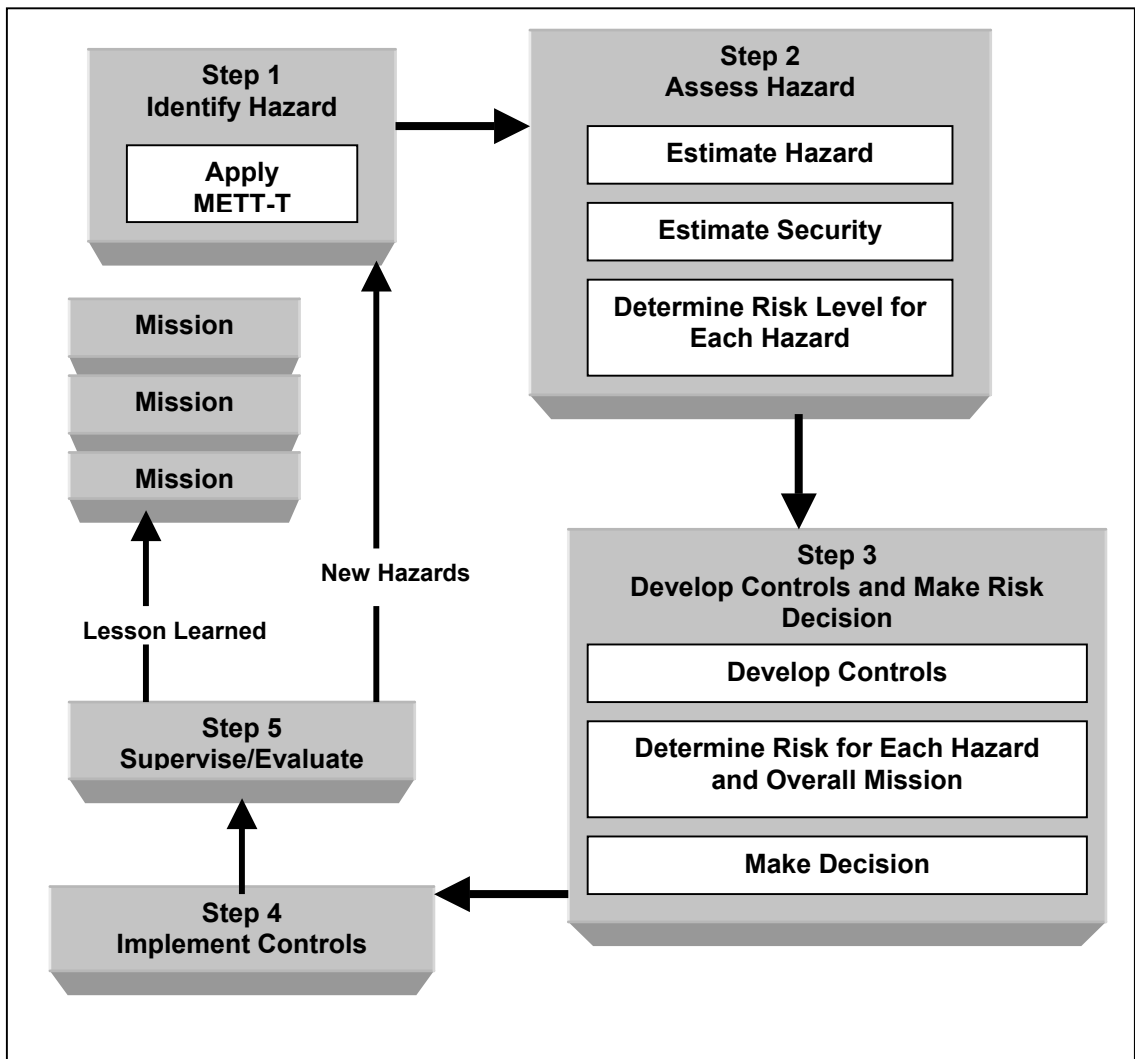 Step 1
Identify Hazard
Apply
METT-T
Step 2
Assess Hazard
Estimate Hazard
Estimate Security
Determine Risk Level for
Each Hazard
Mission
Mission
Mission
New Hazards
Lesson Learned
Step 3
Develop Controls and Make Risk
Decision
Develop Controls
Determine Risk for Each Hazard
and Overall Mission
Make Decision
Step 5
Supervise/Evaluate
Step 4
Implement Controls